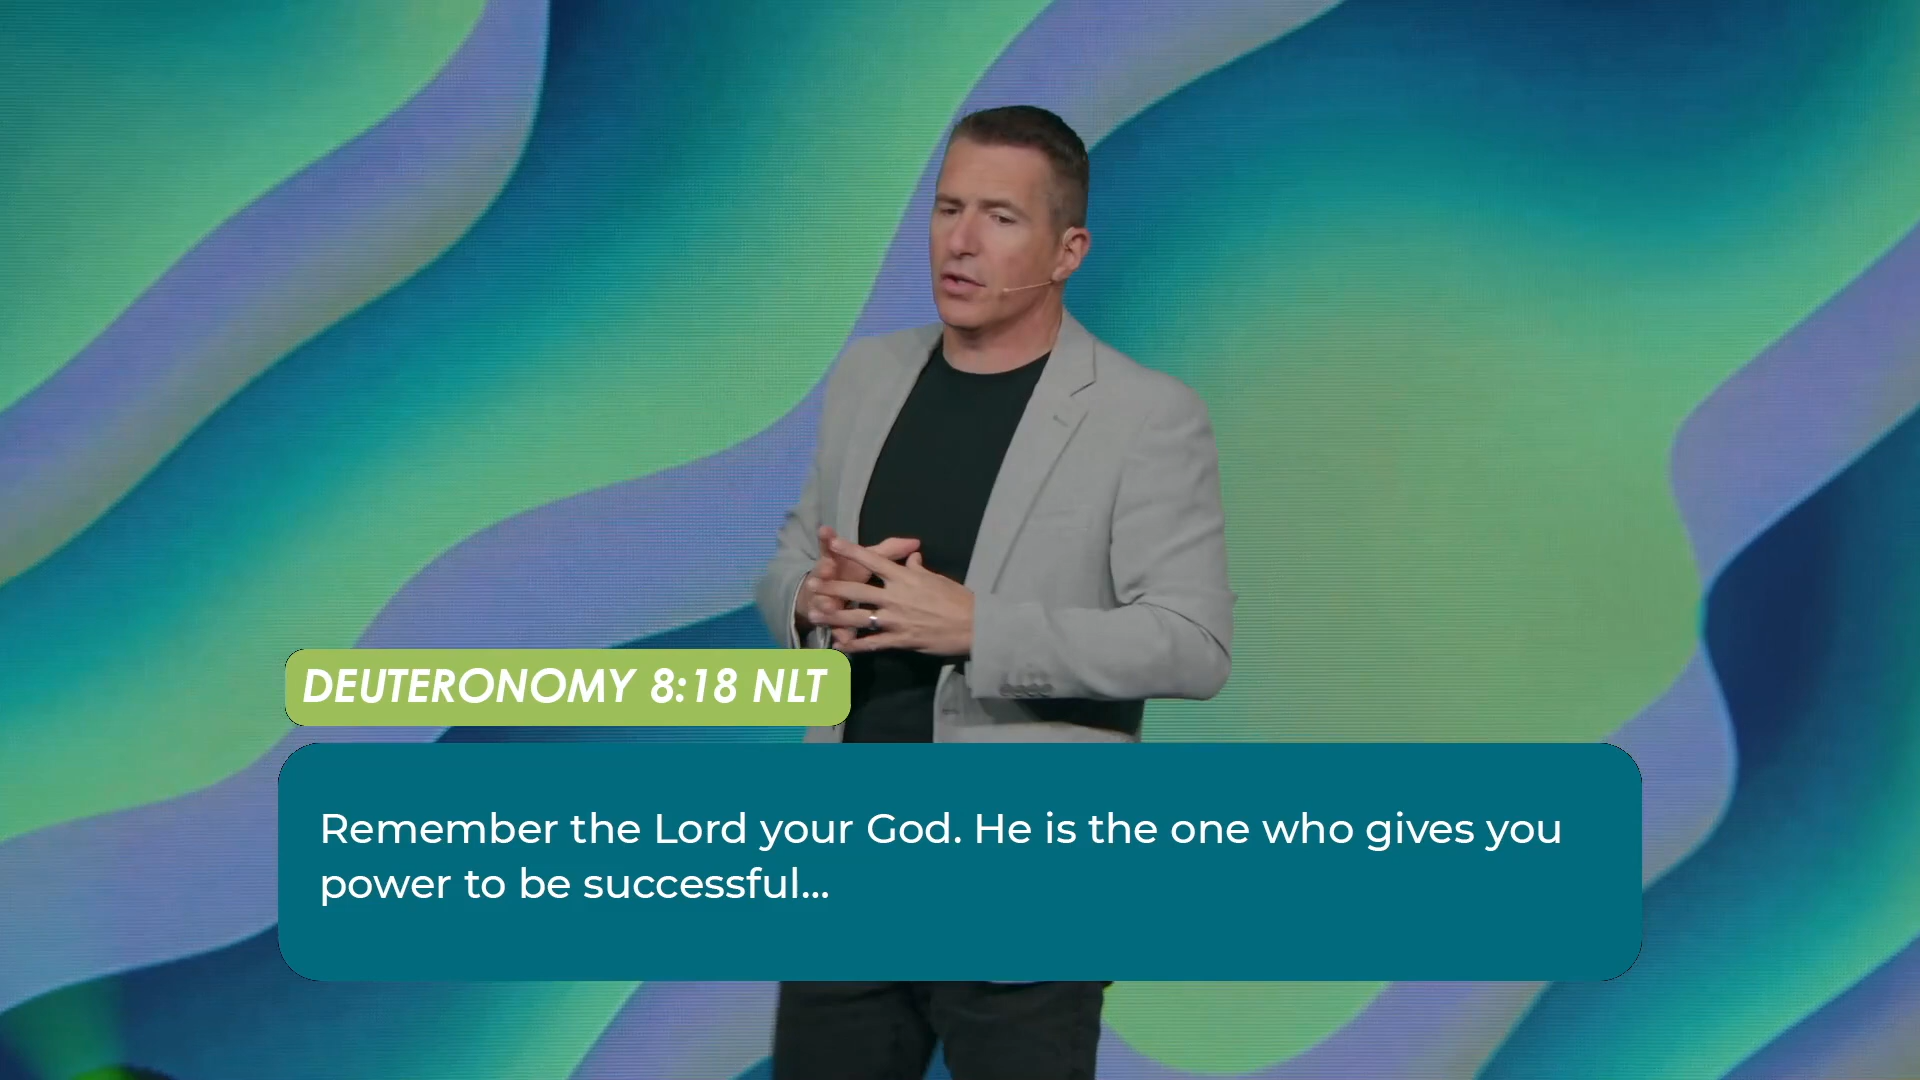 DEUTERONOMY 8:18 NLT
Remember the Lord your God. He is the one who gives you
power to be successful...